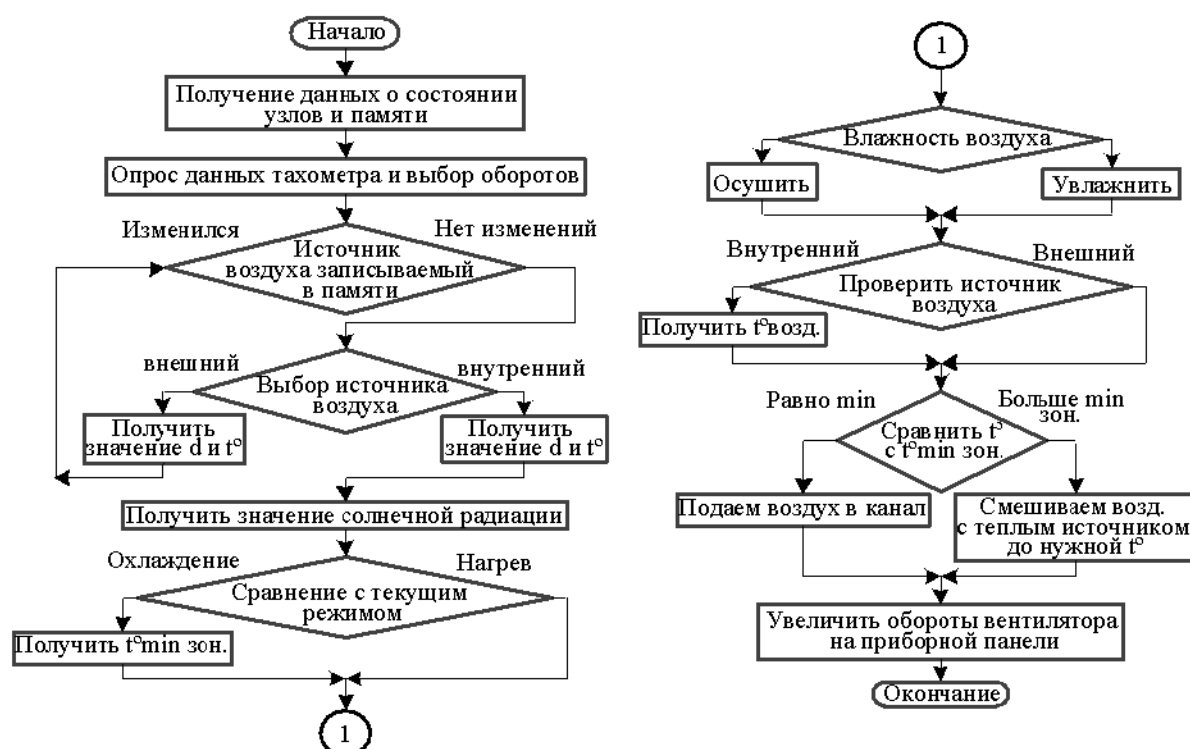 Начало
Получение данных о состоянии
узлов и памяти
Опрос данных тахометра и выбор оборотов
Изменился
Нет изменений
Источник
воздуха записываемый
в памяти
внешний
внутренний
Выбор источника
воздуха
Получить
значение d и t°
Получить
значение d и t°
Получить значение солнечной радиации
Охлаждение
Нагрев
Сравнение с текущим
режимом
Получить t°min зон.
1
1
Влажность воздуха
Осушить
Увлажнить
Внутренний
Внешний
Проверить источник
воздуха
Получить t°возд.
Равно min
Больше min
зон.
Сравнить t°
с t°min зон.
Подаем воздух в канал
Смешиваем возд.
с теплым источником
до нужной t°
Увеличить обороты вентилятора
на приборной панели
Окончание